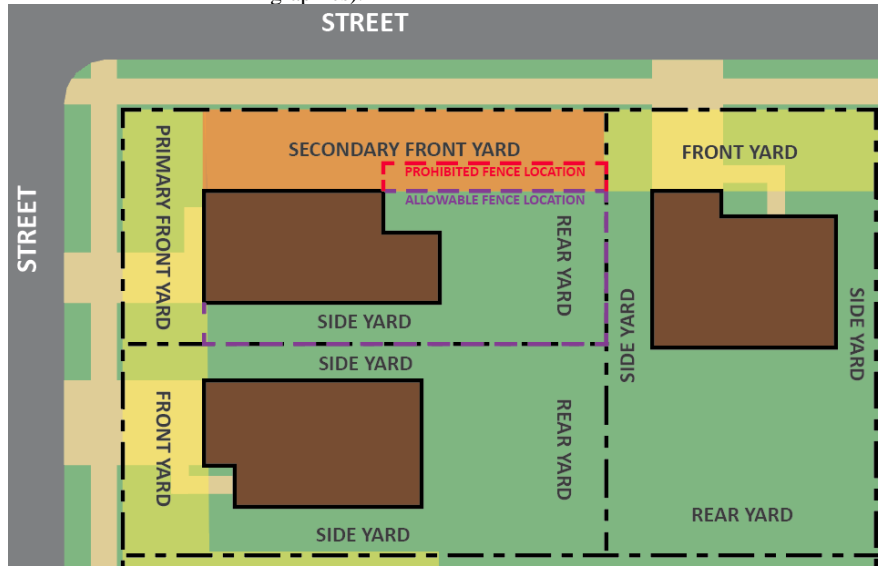 STREET
SECONDARY FRONT YARD
PROHIBITED FENCE LOCATION
ALLOWABLE FENCE LOCATION
FRONT YARD
PRIMARY FRONT YARD
STREET
REAR YARD
SIDE YARD
SIDE YARD
SIDE YARD
SIDE YARD
FRONT YARD
REAR YARD
SIDE YARD
REAR YARD